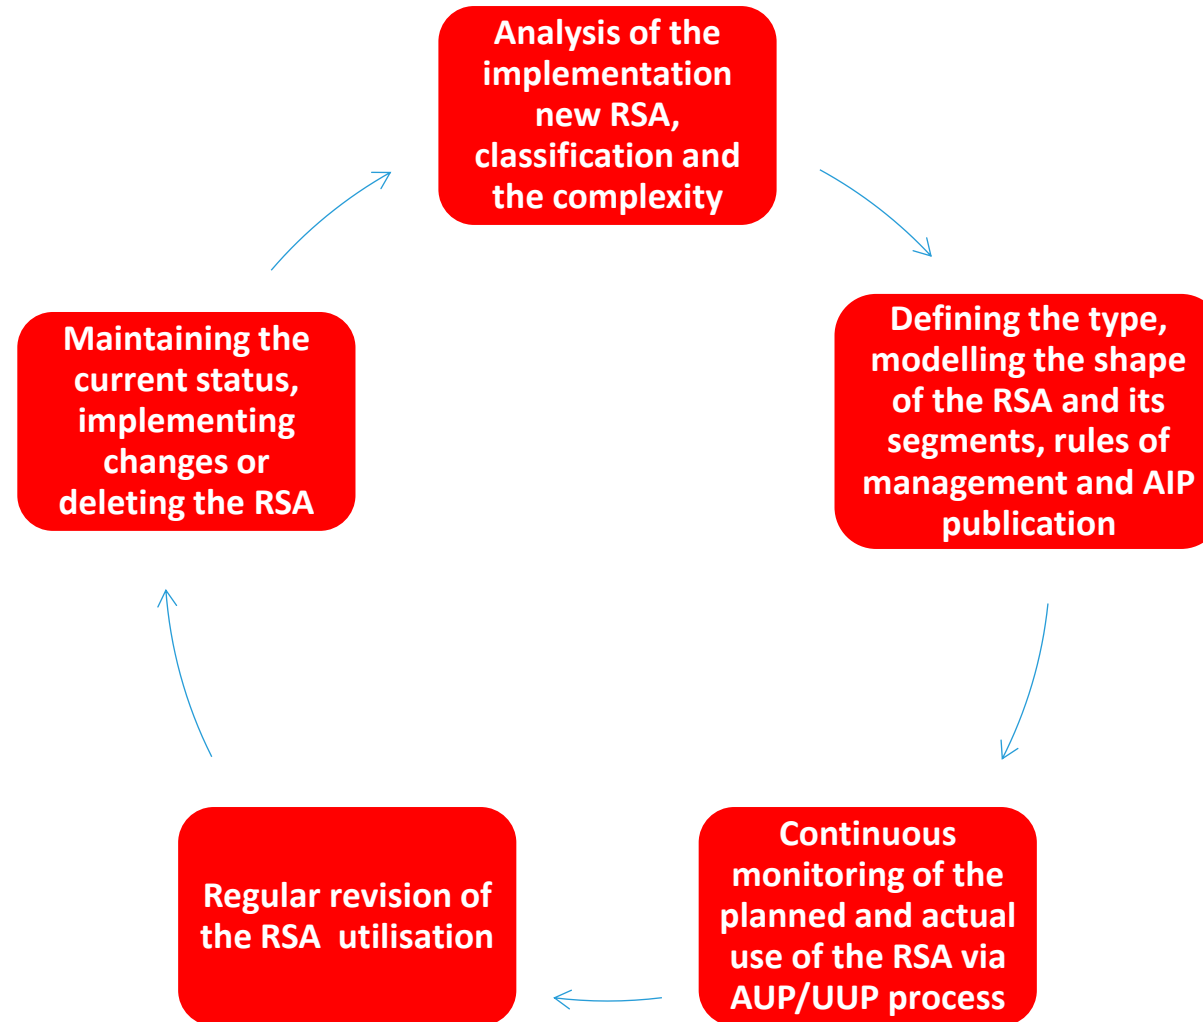 Analysis of the
implementation
new RSA,
classification and
the complexity
Defining the type,
modelling the shape
of the RSA and its
segments, rules of
management and AIP
publication
Continuous
monitoring of the
planned and actual
use of the RSA via
AUP/UUP process
Regular revision of
the RSA  utilisation
Maintaining the
current status,
implementing
changes or
deleting the RSA